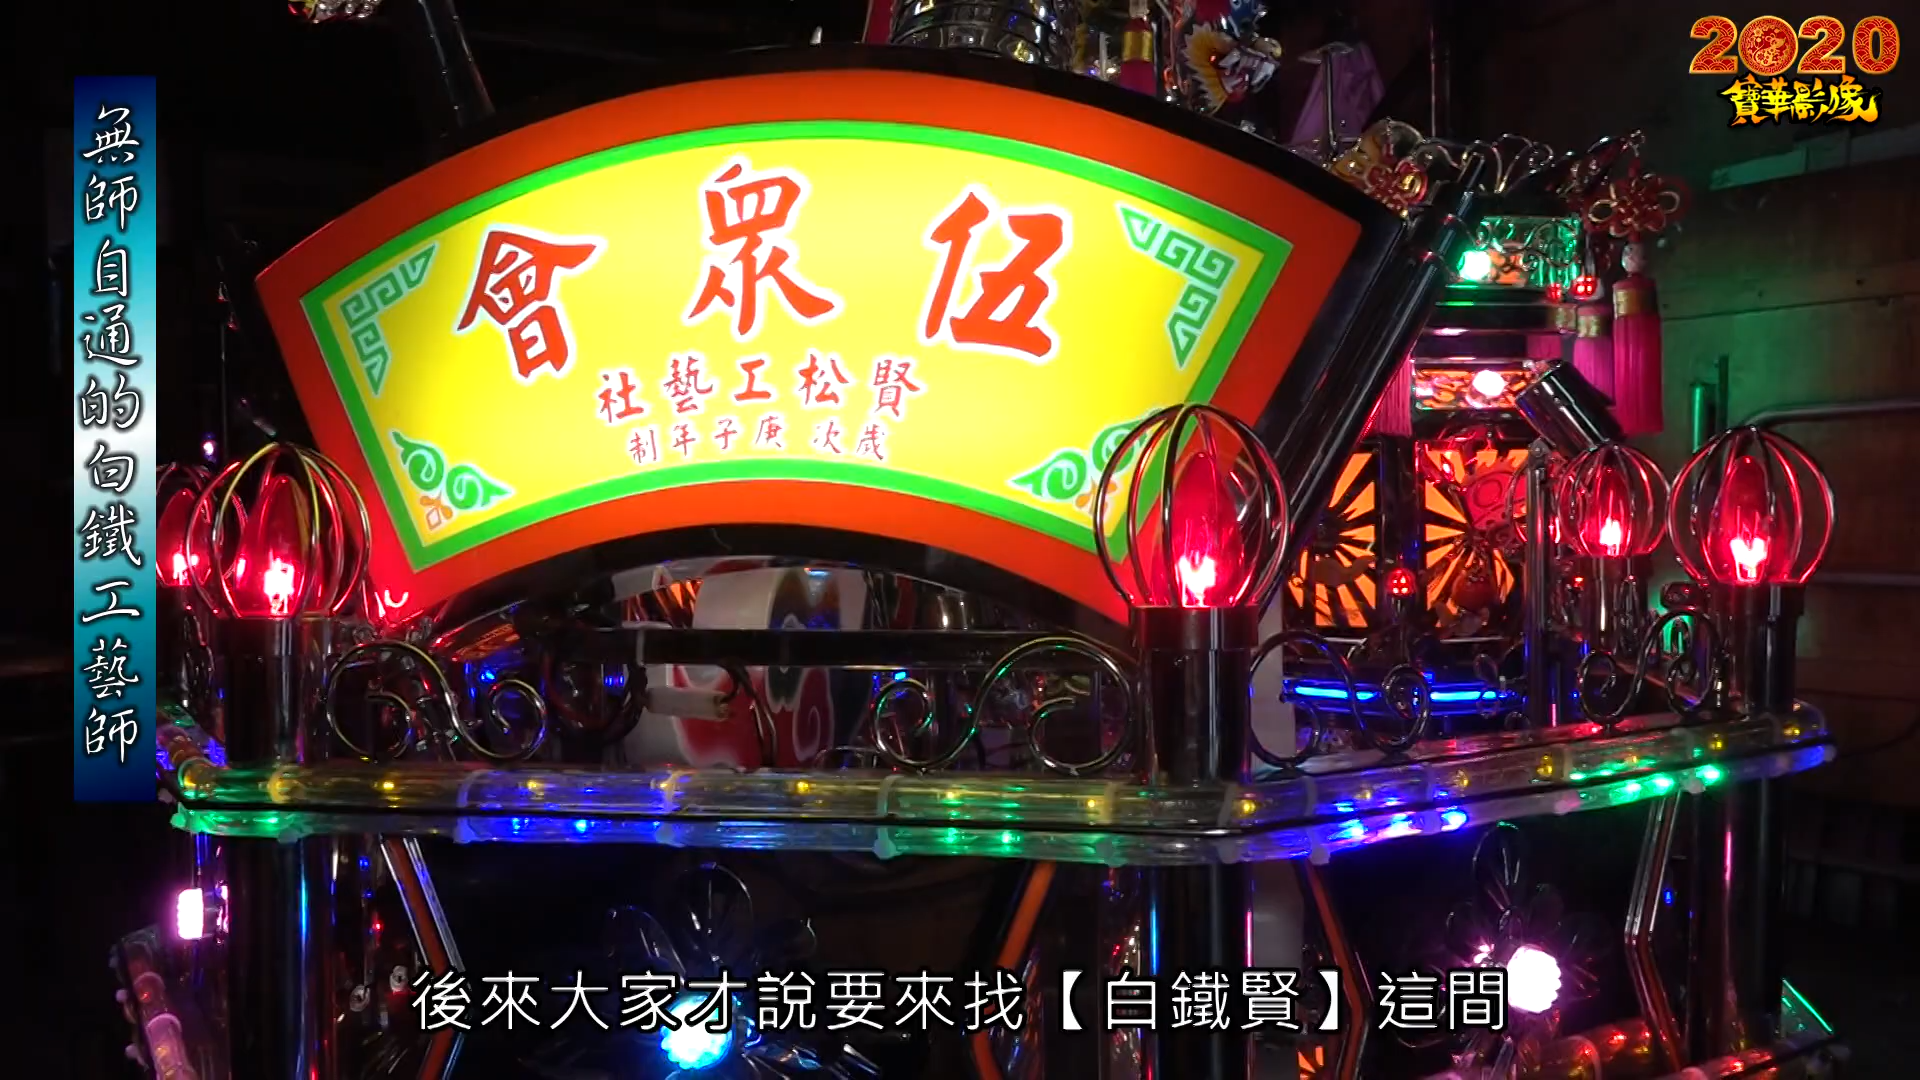 2020
寶華影像
無師自通的白鐵工藝師
伍眾會
賢松工藝社
歲次庚子年制
後來大家才說要來找【白鐵賢】這間